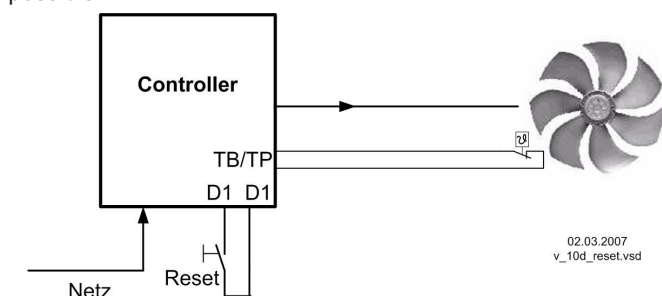 Controller
TB/TP
ϑ
D1 D1
Reset
Netz
02.03.2007
v_10d_reset.vsd